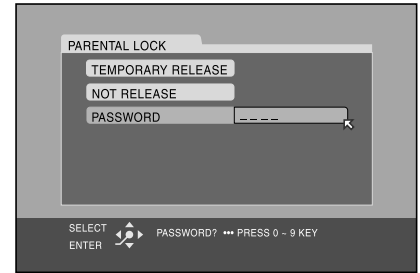 PARENTAL LOCK
TEMPORARY RELEASE
NOT RELEASE
PASSWORD _ _ _ _
SELECT
ENTER
PASSWORD? ••• PRESS 0 ~ 9 KEY